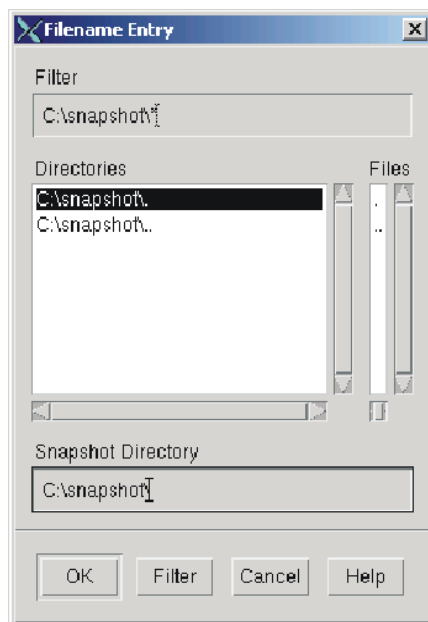 Filename Entry
Filter
C:\snapshot\*
Directories Files
C:\snapshot\. .
C:\snapshot\.. ..
Snapshot Directory
C:\snapshot\
OK Filter Cancel Help